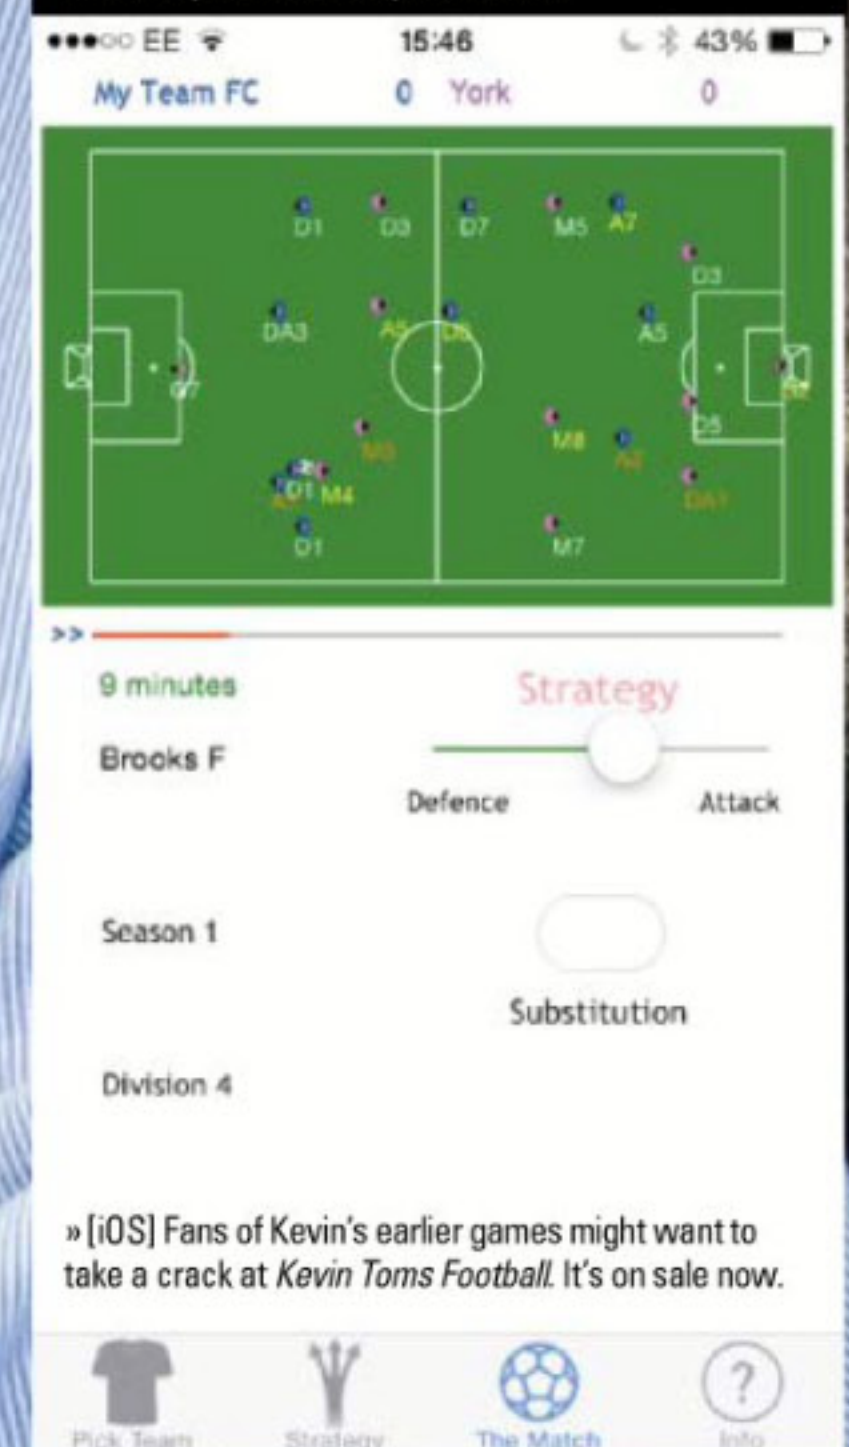 EE 15:46 43%
My Team FC 0 York 0
D1 D3 D7 M5 A7
D3
DA3 A5 D6 A5
D5
M8
M4
D1 M7
>>
9 minutes Strategy
Brooks F
Defence Attack
Season 1
Substitution
Division 4
» [iOS] Fans of Kevin's earlier games might want to
take a crack at Kevin Toms Football. It's on sale now.
Pick Team Strategy The Match Info